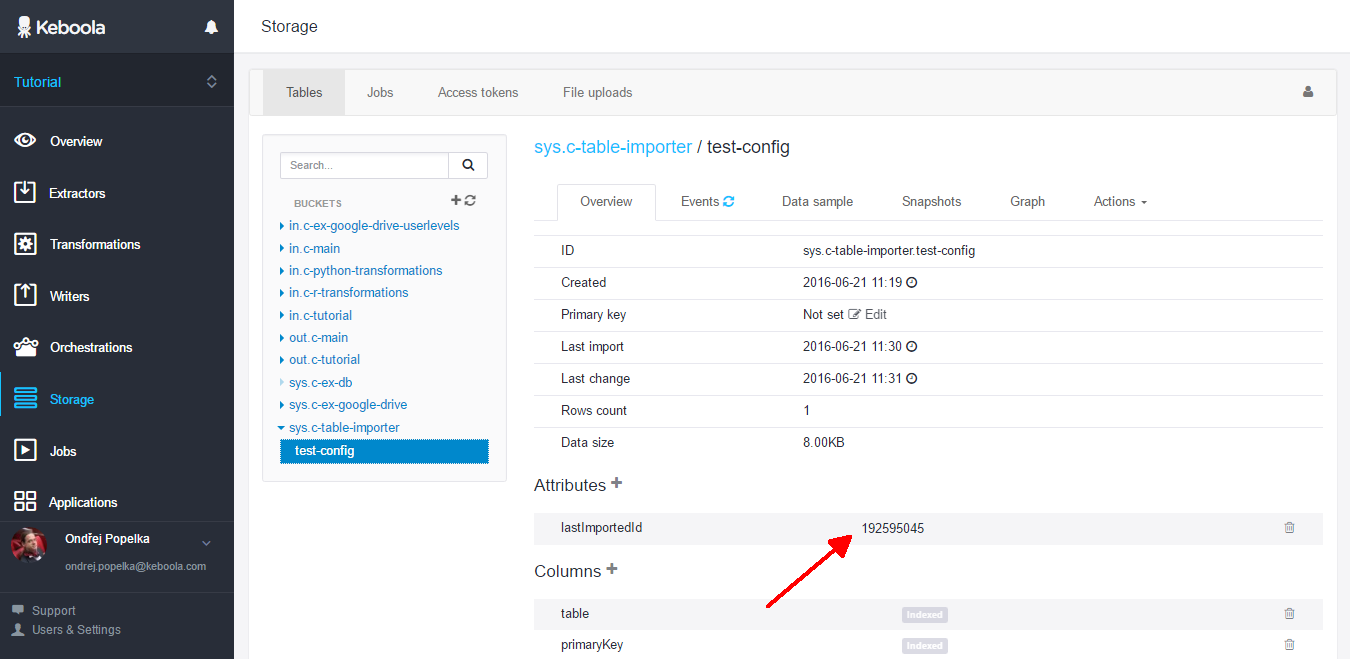 Keboola
Tutorial
Overview
Extractors
Transformations
Writers
Orchestrations
Storage
Jobs
Applications
Ondřej Popelka
ondrej.popelka@keboola.com
Support
Users & Settings
Storage
Tables Jobs Access tokens File uploads
Search...
BUCKETS
in.c-ex-google-drive-userlevels
in.c-main
in.c-python-transformations
in.c-r-transformations
in.c-tutorial
out.c-main
out.c-tutorial
sys.c-ex-db
sys.c-ex-google-drive
sys.c-table-importer
test-config
sys.c-table-importer / test-config
Overview Events Data sample Snapshots Graph Actions
ID sys.c-table-importer.test-config
Created 2016-06-21 11:19
Primary key Not set Edit
Last import 2016-06-21 11:30
Last change 2016-06-21 11:31
Rows count 1
Data size 8.00KB
Attributes
lastImportedId 192595045
Columns
table Indexed
primaryKey Indexed